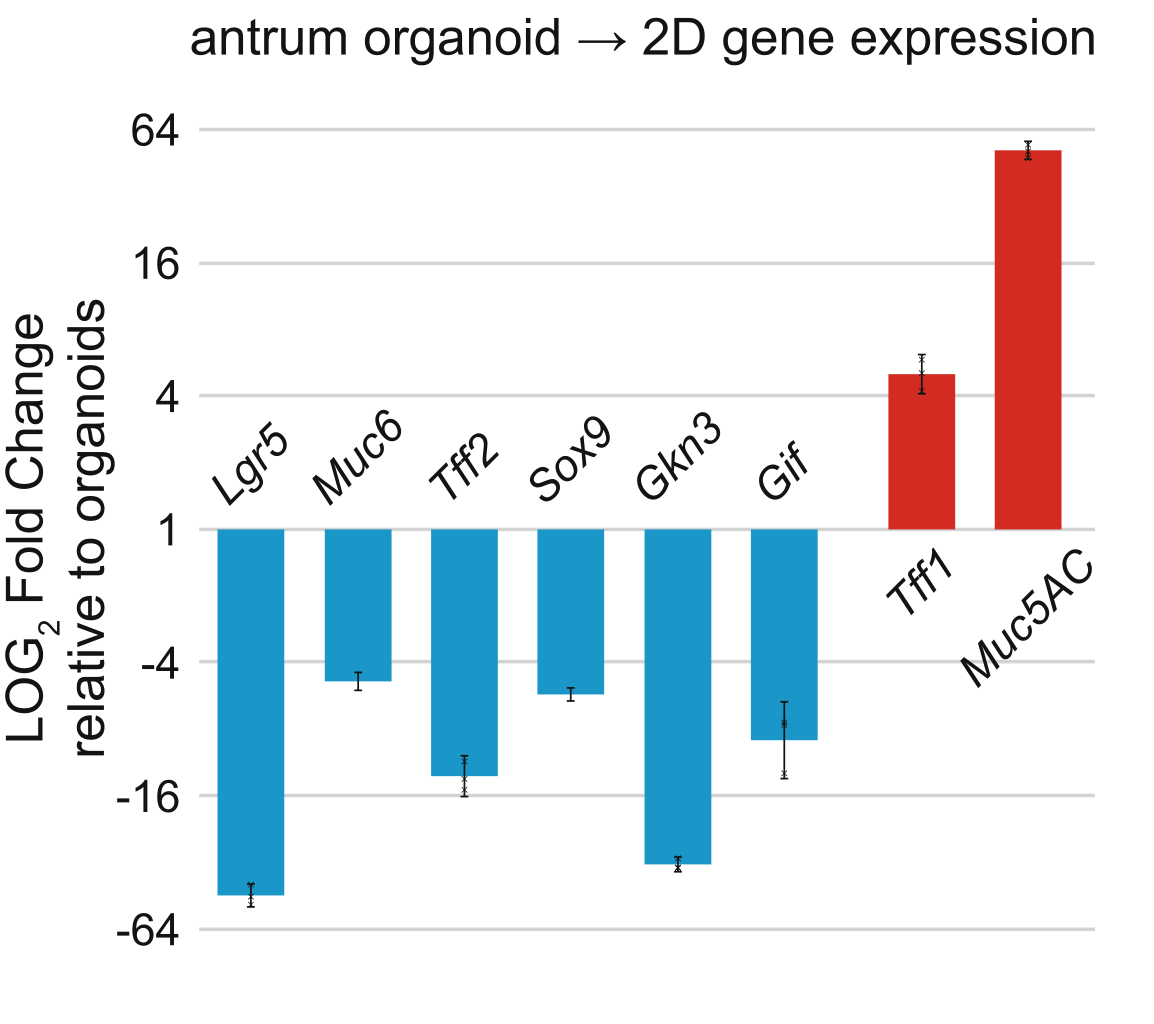 antrum organoid → 2D gene expression
LOG₂ Fold Change
relative to organoids
64
16
4
1
-4
-16
-64
Lgr5
Muc6
Tff2
Sox9
Gkn3
Gif
Tff1
Muc5AC